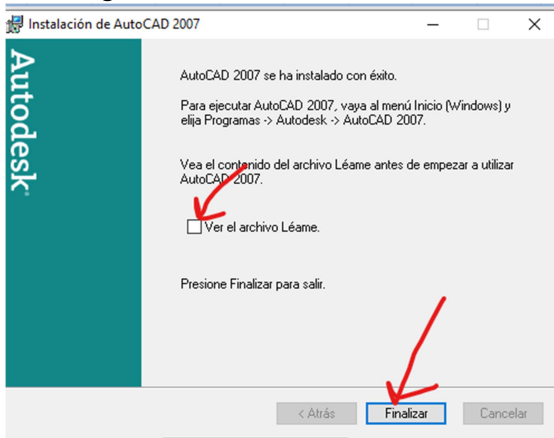 Instalación de AutoCAD 2007
Autodesk
AutoCAD 2007 se ha instalado con éxito.
Para ejecutar AutoCAD 2007, vaya al menú Inicio (Windows) y
elija Programas -> Autodesk -> AutoCAD 2007.
Vea el contenido del archivo Léame antes de empezar a utilizar
AutoCAD 2007.
Ver el archivo Léame.
Presione Finalizar para salir.
< Atrás
Finalizar
Cancelar